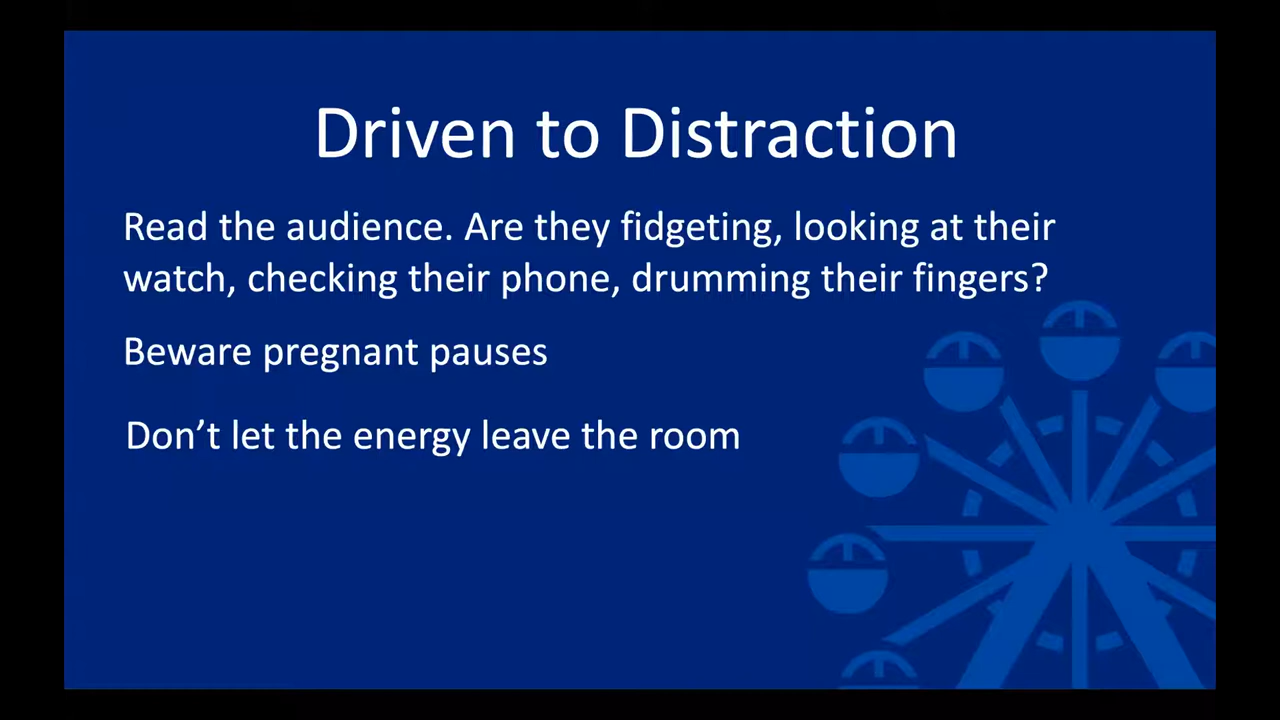 Driven to Distraction
Read the audience. Are they fidgeting, looking at their
watch, checking their phone, drumming their fingers?
Beware pregnant pauses
Don’t let the energy leave the room